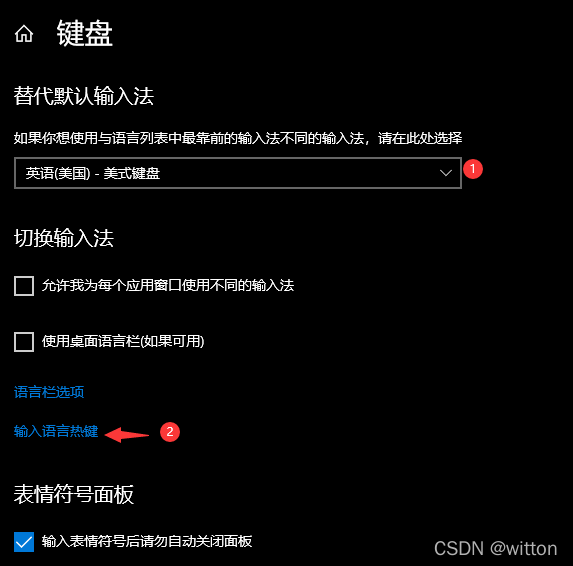 键盘
替代默认输入法
如果你想使用与语言列表中最靠前的输入法不同的输入法，请在此处选择
英语(美国) - 美式键盘
1
切换输入法
允许我为每个应用窗口使用不同的输入法
使用桌面语言栏(如果可用)
语言栏选项
输入语言热键
2
表情符号面板
输入表情符号后请勿自动关闭面板
CSDN @witton